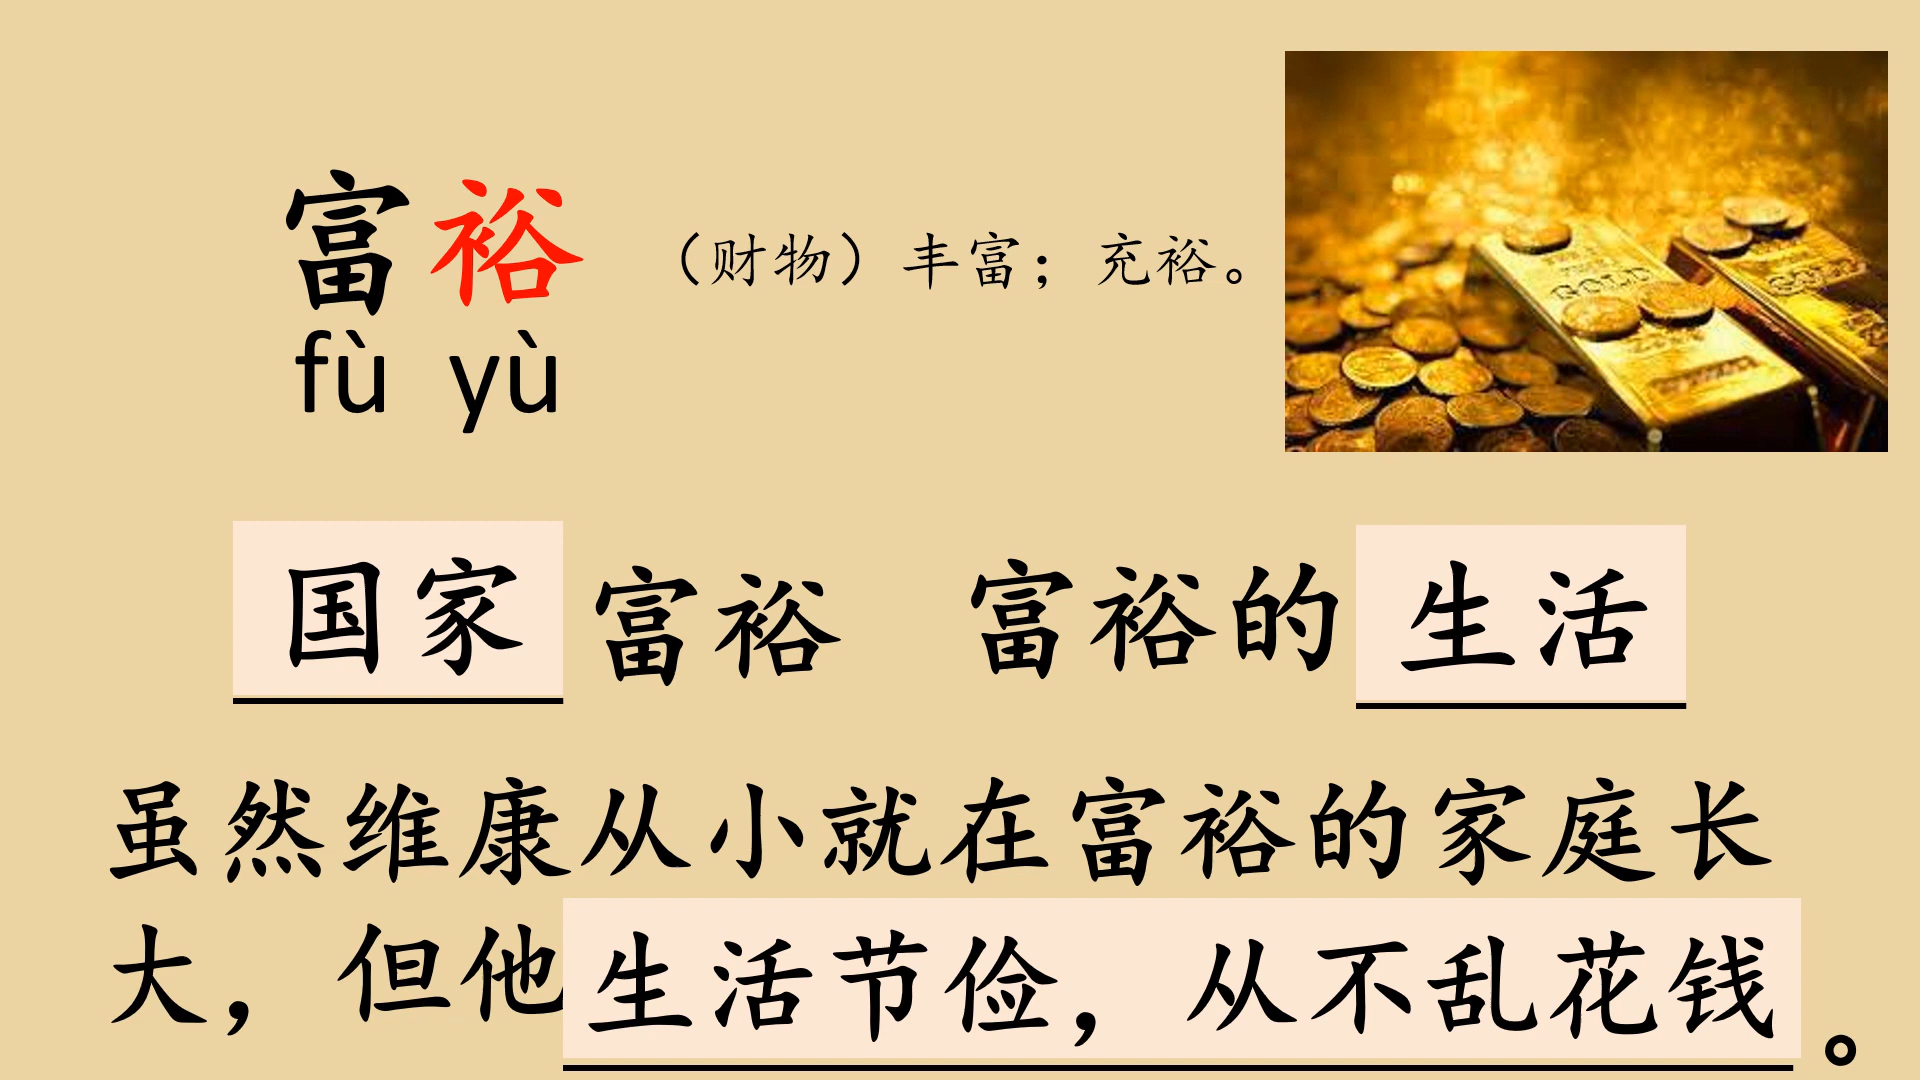 富裕 （财物）丰富；充裕。
fù yù
GOLD
国家富裕 富裕的生活
虽然维康从小就在富裕的家庭长
大，但他生活节俭，从不乱花钱。